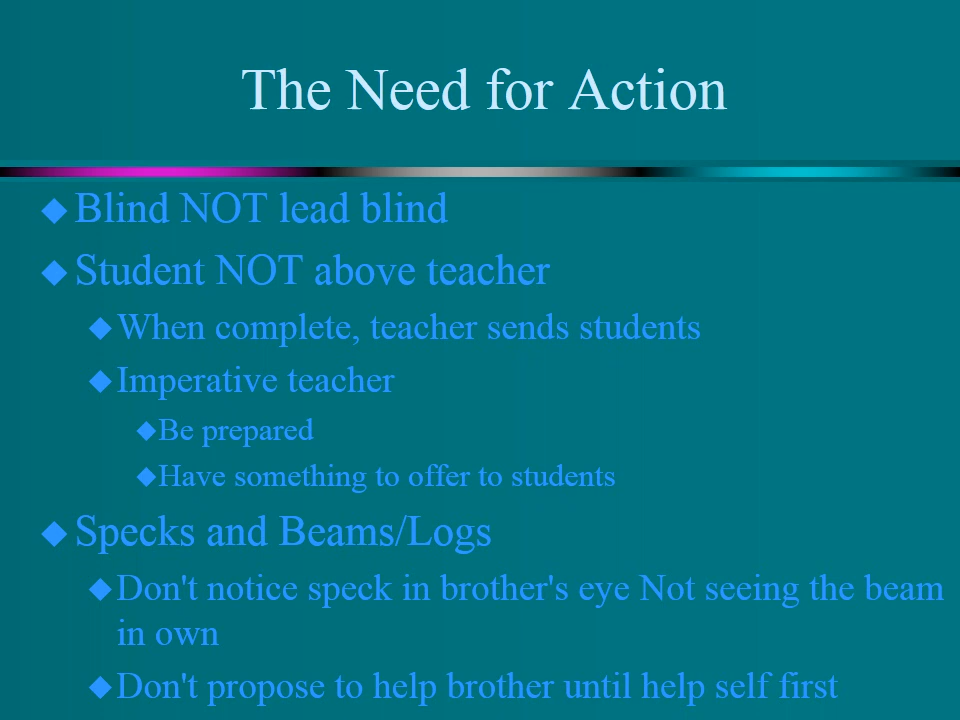 The Need for Action
Blind NOT lead blind
Student NOT above teacher
When complete, teacher sends students
Imperative teacher
Be prepared
Have something to offer to students
Specks and Beams/Logs
Don't notice speck in brother's eye Not seeing the beam
in own
Don't propose to help brother until help self first